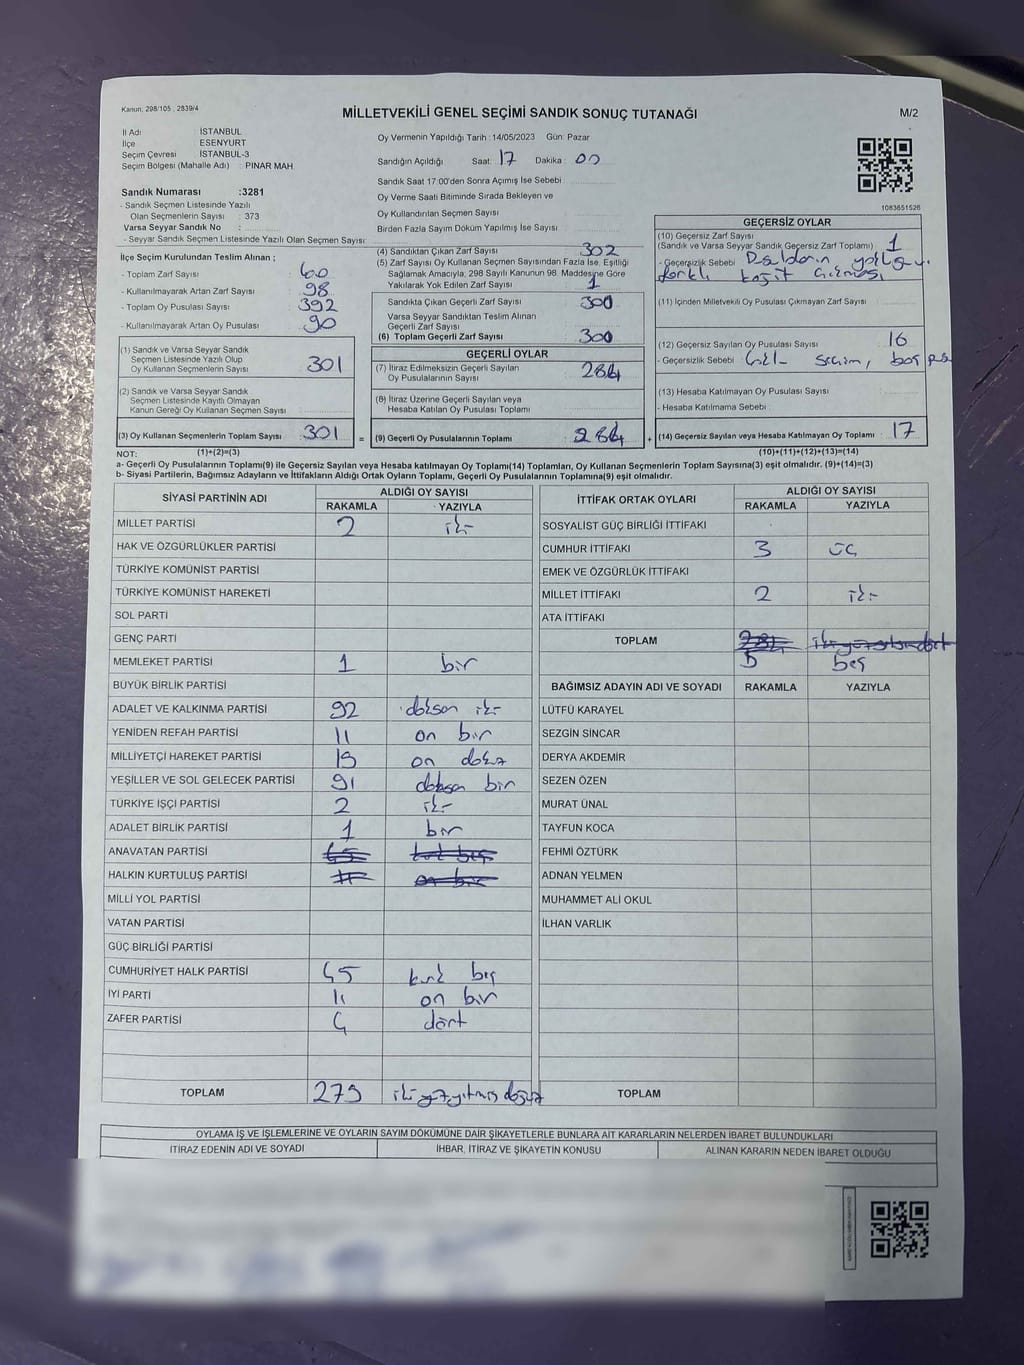 Kanun, 298/105 , 2839/4
MİLLETVEKİLİ GENEL SEÇİMİ SANDIK SONUÇ TUTANAĞI
M/2
İl Adı İSTANBUL
İlçe ESENYURT
Seçim Çevresi İSTANBUL-3
Seçim Bölgesi (Mahalle Adı) : PINAR MAH
Sandık Numarası :3281
- Sandık Seçmen Listesinde Yazılı
Olan Seçmenlerin Sayısı : 373
Varsa Seyyar Sandık No :
- Seyyar Sandık Seçmen Listesinde Yazılı Olan Seçmen Sayısı:
Oy Vermenin Yapıldığı Tarih : 14/05/2023 Gün: Pazar
Sandığın Açıldığı Saat: 17 Dakika : 00
Sandık Saat 17:00'den Sonra Açımış İse Sebebi
Oy Verme Saati Bitiminde Sırada Bekleyen ve
Oy Kullandırılan Seçmen Sayısı
Birden Fazla Sayım Döküm Yapılmış İse Sayısı
1083651526
İlçe Seçim Kurulundan Teslim Alınan ;
- Toplam Zarf Sayısı :
- Kullanılmayarak Artan Zarf Sayısı : 98
- Toplam Oy Pusulası Sayısı : 392
- Kullanılmayarak Artan Oy Pusulası : 90
(1) Sandık ve Varsa Seyyar Sandık
Seçmen Listesinde Yazılı Olup
Oy Kullanan Seçmenlerin Sayısı 301
(2) Sandık ve Varsa Seyyar Sandık
Seçmen Listesinde Kayıtlı Olmayan
Kanun Gereği Oy Kullanan Seçmen Sayısı
(3) Oy Kullanan Seçmenlerin Toplam Sayısı 301 =
(4) Sandıktan Çıkan Zarf Sayısı 302
(5) Zarf Sayısı Oy Kullanan Seçmen Sayısından Fazla İse, Eşitliği
Sağlamak Amacıyla, 298 Sayılı Kanunun 98. Maddesine Göre
Yakılarak Yok Edilen Zarf Sayısı 1
Sandıkta Çıkan Geçerli Zarf Sayısı 300
Varsa Seyyar Sandıktan Teslim Alınan
Geçerli Zarf Sayısı
(6) Toplam Geçerli Zarf Sayısı 300
GEÇERLİ OYLAR
(7) İtiraz Edilmeksizin Geçerli Sayılan
Oy Pusulalarının Sayısı 284
(8) İtiraz Üzerine Geçerli Sayılan veya
Hesaba Katılan Oy Pusulası Toplamı
(9) Geçerli Oy Pusulalarının Toplamı 284 +
GEÇERSİZ OYLAR
(10) Geçersiz Zarf Sayısı
(Sandık ve Varsa Seyyar Sandık Geçersiz Zarf Toplamı) 1
- Geçersizlik Sebebi
farklı kağıt çıkması
(11) İçinden Milletvekili Oy Pusulası Çıkmayan Zarf Sayısı
(12) Geçersiz Sayılan Oy Pusulası Sayısı 16
- Geçersizlik Sebebi seçim, boş
(13) Hesaba Katılmayan Oy Pusulası Sayısı
- Hesaba Katılmama Sebebi
(14) Geçersiz Sayılan veya Hesaba Katılmayan Oy Toplamı 17
NOT: (1)+(2)=(3) (10)+(11)+(12)+(13)=(14)
a- Geçerli Oy Pusulalarının Toplamı(9) ile Geçersiz Sayılan veya Hesaba katılmayan Oy Toplamı(14) Toplamları, Oy Kullanan Seçmenlerin Toplam Sayısına(3) eşit olmalıdır. (9)+(14)=(3)
b- Siyasi Partilerin, Bağımsız Adayların ve İttifakların Aldığı Ortak Oyların Toplamı, Geçerli Oy Pusulalarının Toplamına(9) eşit olmalıdır.
SİYASİ PARTİNİN ADI ALDIĞI OY SAYISI
RAKAMLA YAZIYLA
MİLLET PARTİSİ 2 iki
HAK VE ÖZGÜRLÜKLER PARTİSİ
TÜRKİYE KOMÜNİST PARTİSİ
TÜRKİYE KOMÜNİST HAREKETİ
SOL PARTİ
GENÇ PARTİ
MEMLEKET PARTİSİ 1 bir
BÜYÜK BİRLİK PARTİSİ
ADALET VE KALKINMA PARTİSİ 92 doksan iki
YENİDEN REFAH PARTİSİ 11 on bir
MİLLİYETÇİ HAREKET PARTİSİ 19 on dokuz
YEŞİLLER VE SOL GELECEK PARTİSİ 91 doksan bir
TÜRKİYE İŞÇİ PARTİSİ 2 iki
ADALET BİRLİK PARTİSİ 1 bir
ANAVATAN PARTİSİ 45 kırk beş
HALKIN KURTULUŞ PARTİSİ 11 on bir
MİLLİ YOL PARTİSİ
VATAN PARTİSİ
GÜÇ BİRLİĞİ PARTİSİ
CUMHURİYET HALK PARTİSİ 45 kırk beş
İYİ PARTİ 11 on bir
ZAFER PARTİSİ 4 dört
TOPLAM 279 iki yüz yetmiş dokuz
İTTİFAK ORTAK OYLARI ALDIĞI OY SAYISI
RAKAMLA YAZIYLA
SOSYALİST GÜÇ BİRLİĞİ İTTİFAKI
CUMHUR İTTİFAKI 3 üç
EMEK VE ÖZGÜRLÜK İTTİFAKI
MİLLET İTTİFAKI 2 iki
ATA İTTİFAKI
TOPLAM 284 iki yüz seksen dört
5 beş
BAĞIMSIZ ADAYIN ADI VE SOYADI RAKAMLA YAZIYLA
LÜTFÜ KARAYEL
SEZGİN SİNCAR
DERYA AKDEMİR
SEZEN ÖZEN
MURAT ÜNAL
TAYFUN KOCA
FEHMİ ÖZTÜRK
ADNAN YELMEN
MUHAMMET ALİ OKUL
İLHAN VARLIK
TOPLAM
OYLAMA İŞ VE İŞLEMLERİNE VE OYLARIN SAYIM DÖKÜMÜNE DAİR ŞİKAYETLERLE BUNLARA AİT KARARLARIN NELERDEN İBARET BULUNDUKLARI
İTİRAZ EDENİN ADI VE SOYADI İHBAR, İTİRAZ VE ŞİKAYETİN KONUSU ALINAN KARARIN NEDEN İBARET OLDUĞU